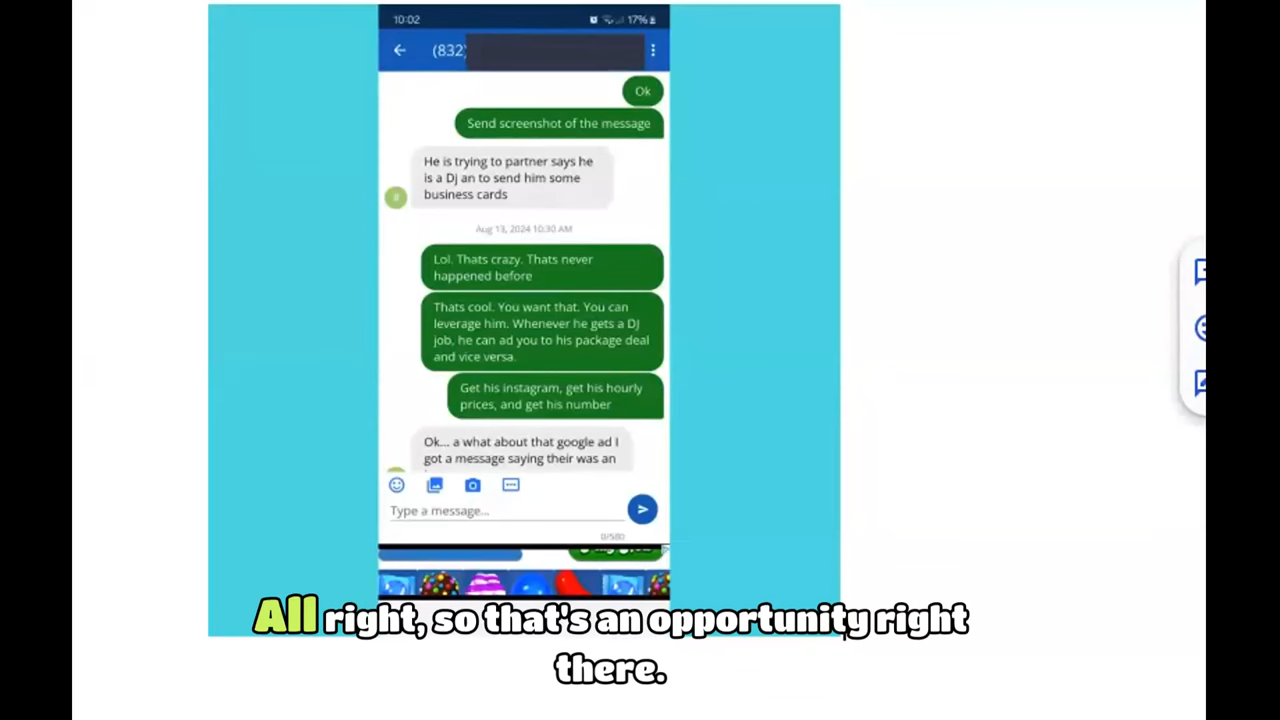 10:02
17%
(832)
Ok
Send screenshot of the message
He is trying to partner says he
is a Dj an to send him some
business cards
#
Aug 13, 2024 10:30 AM
Lol. Thats crazy. Thats never
happened before
Thats cool. You want that. You can
leverage him. Whenever he gets a DJ
job, he can ad you to his package deal
and vice versa.
Get his instagram, get his hourly
prices, and get his number
Ok... a what about that google ad I
got a message saying their was an
Type a message...
0/580
All right, so that's an opportunity right
there.